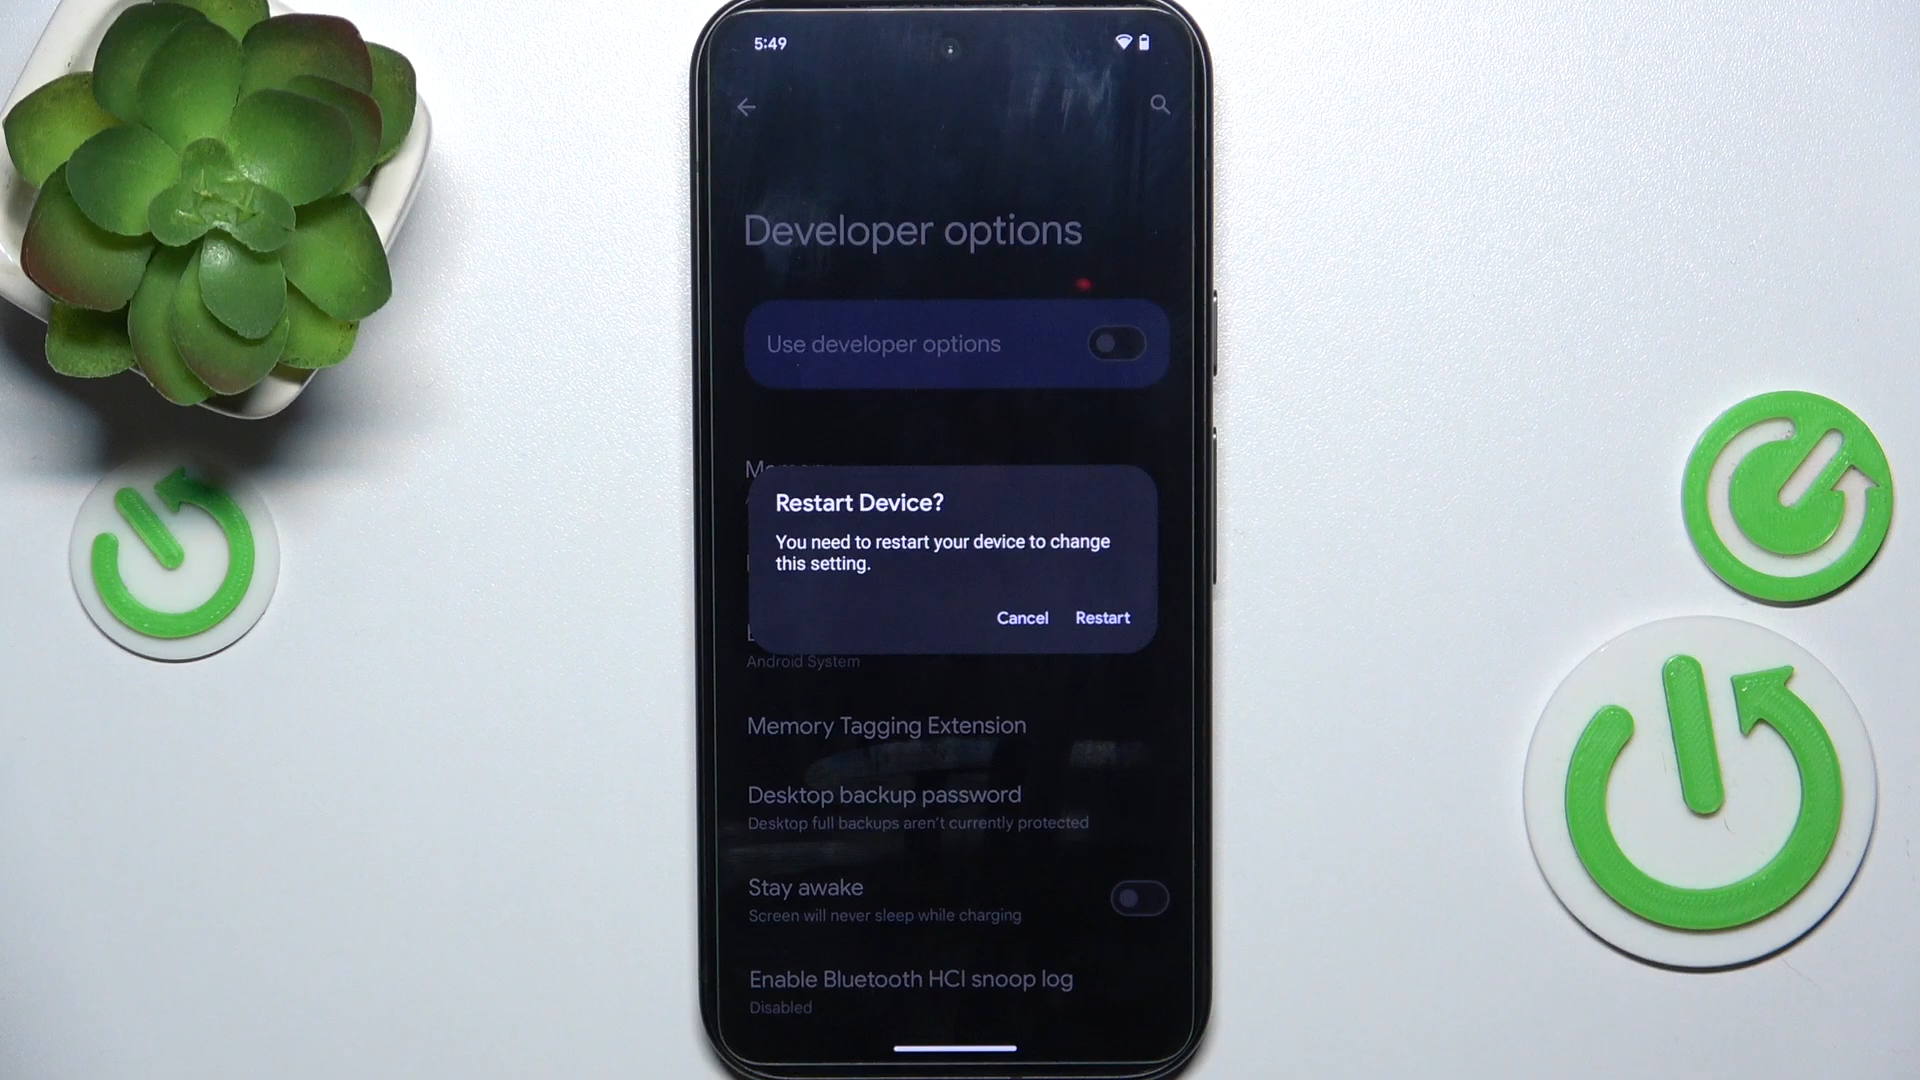 5:49
Developer options
Use developer options
Restart Device?
You need to restart your device to change
this setting.
Cancel Restart
Android System
Memory Tagging Extension
Desktop backup password
Desktop full backups aren't currently protected
Stay awake
Screen will never sleep while charging
Enable Bluetooth HCI snoop log
Disabled